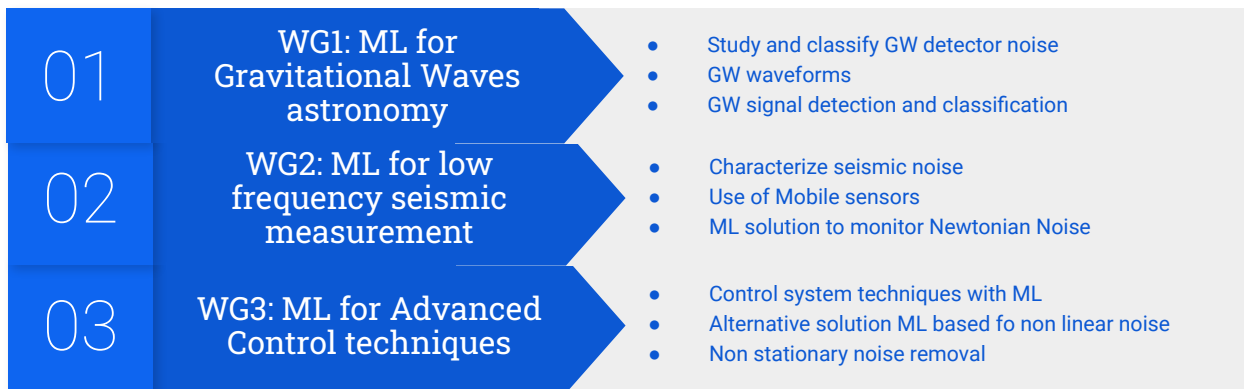 01
WG1: ML for
Gravitational Waves
astronomy
● Study and classify GW detector noise
● GW waveforms
● GW signal detection and classification
02
WG2: ML for low
frequency seismic
measurement
● Characterize seismic noise
● Use of Mobile sensors
● ML solution to monitor Newtonian Noise
03
WG3: ML for Advanced
Control techniques
● Control system techniques with ML
● Alternative solution ML based fo non linear noise
● Non stationary noise removal